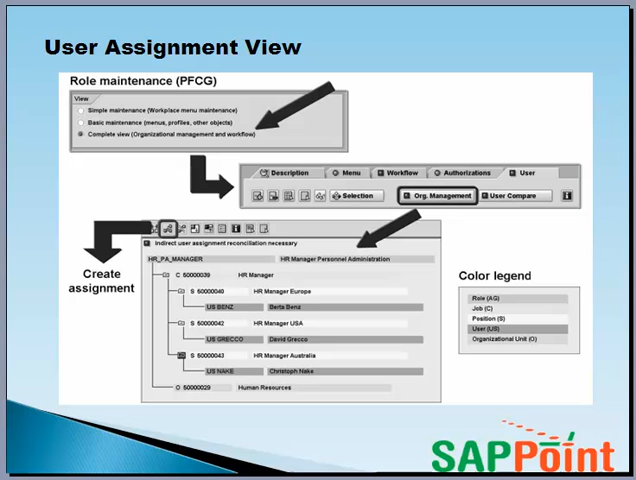 User Assignment View
Role maintenance (PFCG)
View
Simple maintenance (Workplace menu maintenance)
Basic maintenance (menus, profiles, other objects)
Complete view (Organizational management and workflow)
Description Menu Workflow Authorizations User
Selection Org. Management User Compare
Indirect user assignment reconciliation necessary
HR_PA_MANAGER HR Manager Personnel Administration
C 50000039 HR Manager
S 50000040 HR Manager Europe
US BENZ Berta Benz
S 50000042 HR Manager USA
US GRECCO David Grecco
S 50000043 HR Manager Australia
US NAKE Christoph Nake
O 50000029 Human Resources
Create
assignment
Color legend
Role (AG)
Job (C)
Position (S)
User (US)
Organizational Unit (O)
SAPPoint